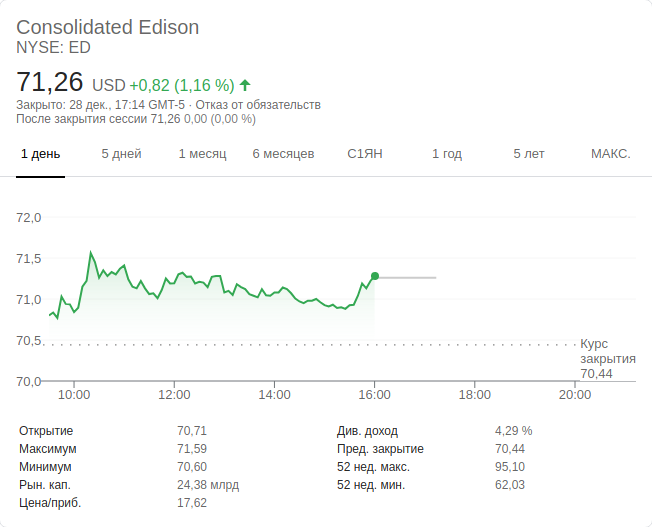 Consolidated Edison
NYSE: ED
71,26 USD +0,82 (1,16 %)
Закрыто: 28 дек., 17:14 GMT-5 · Отказ от обязательств
После закрытия сессии 71,26 0,00 (0,00 %)
1 день 5 дней 1 месяц 6 месяцев С1ЯН 1 год 5 лет МАКС.
72,0
71,5
71,0
70,5
70,0
Курс
закрытия
70,44
10:00 12:00 14:00 16:00 18:00 20:00
Открытие 70,71 Див. доход 4,29 %
Максимум 71,59 Пред. закрытие 70,44
Минимум 70,60 52 нед. макс. 95,10
Рын. кап. 24,38 млрд 52 нед. мин. 62,03
Цена/приб. 17,62